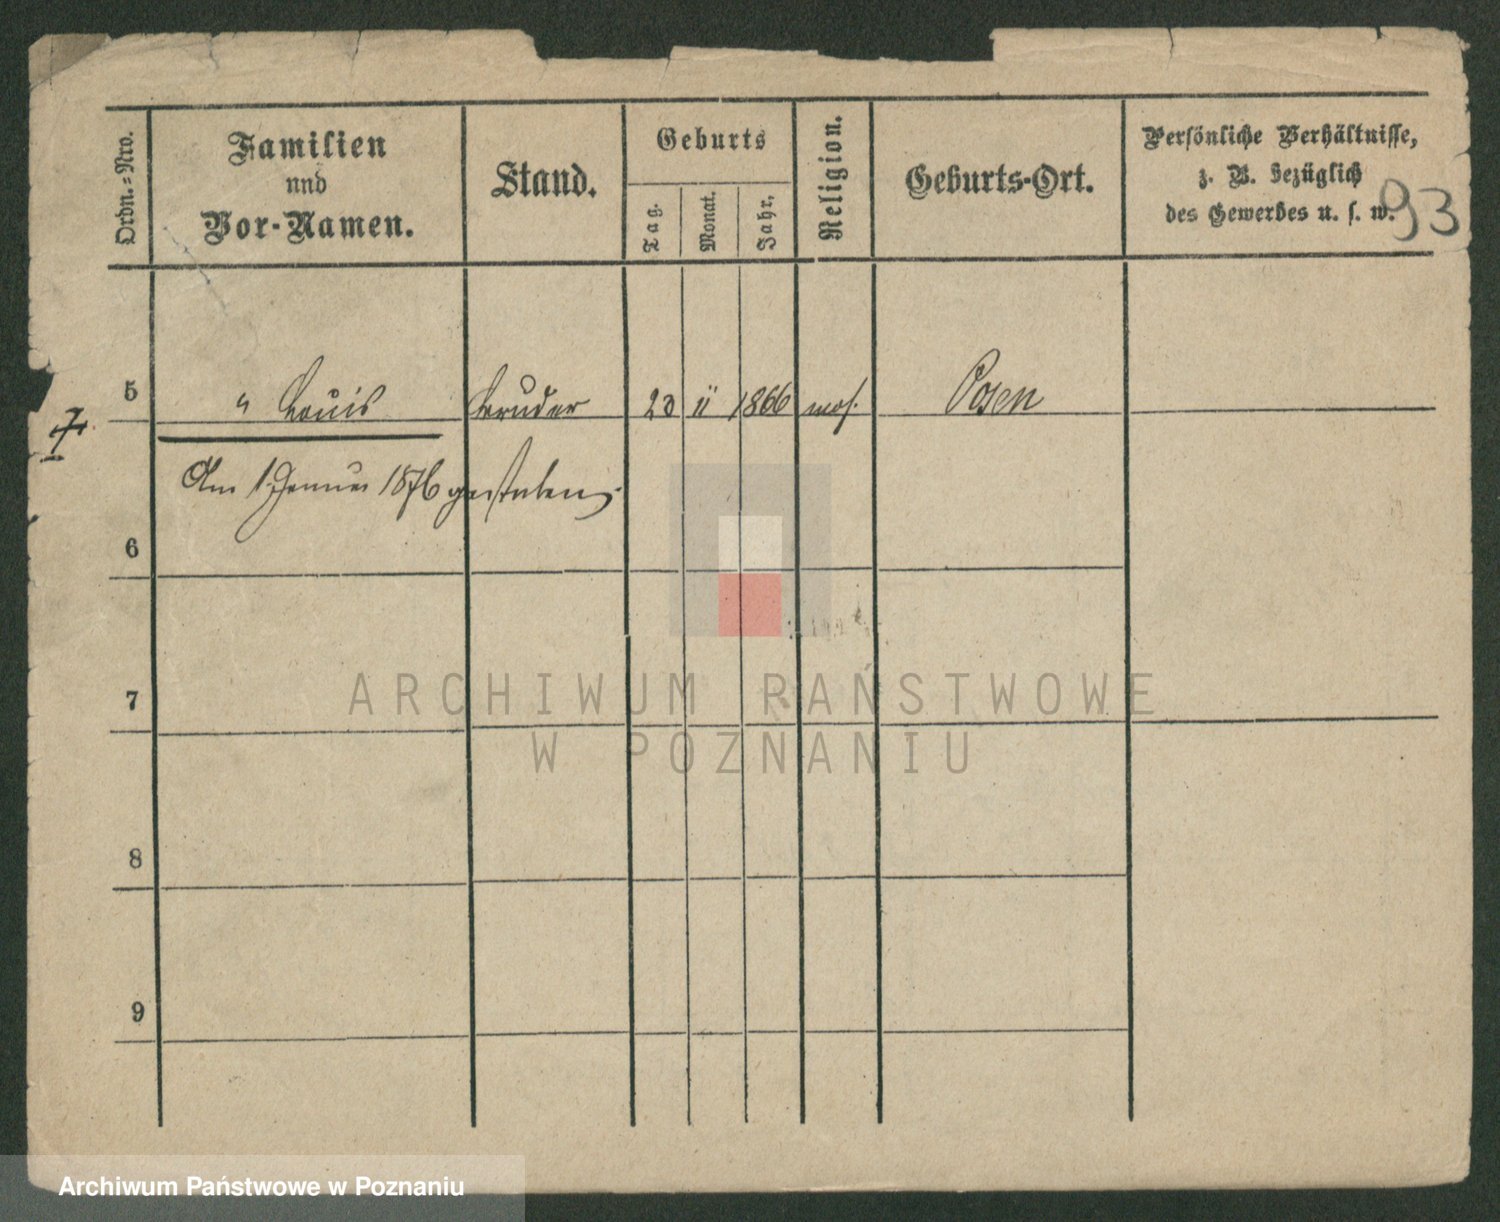 Ordn.=Nro.
Familien
und
Vor-Namen.
Stand.
Geburts
Tag.
Monat.
Jahr,
Religion.
Geburts-Ort.
Persönliche Verhältnisse,
z. B. bezüglich
des Gewerbes u. s. w.
93
5 " Louis Bruder 23 11 1866 mos. Posen
Am 1. Januar 1876 gestorben.
6
7
8
9
ARCHIWUM PAŃSTWOWE
W POZNANIU
Archiwum Państwowe w Poznaniu